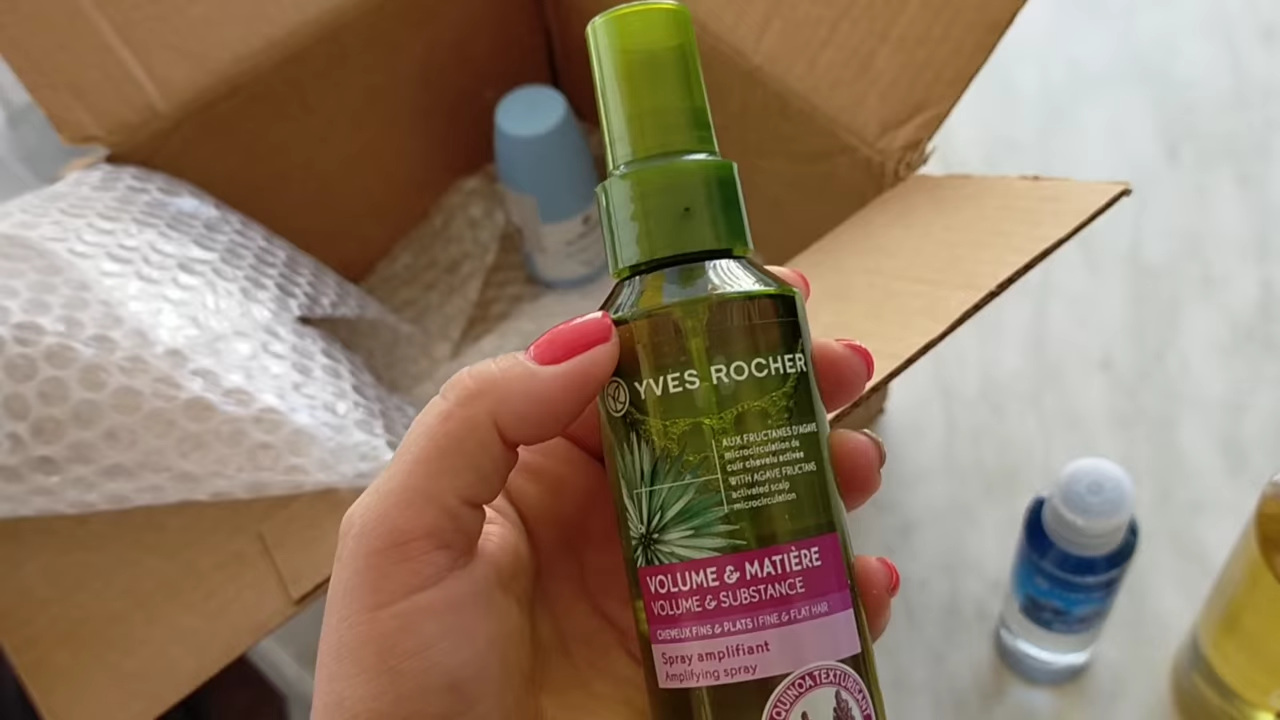 YVES ROCHER
AUX FRUCTANES D'AGAVE
microcirculation du
cuir chevelu activée
WITH AGAVE FRUCTANS
activated scalp
microcirculation
VOLUME & MATIÈRE
VOLUME & SUBSTANCE
CHEVEUX FINS & PLATS | FINE & FLAT HAIR
Spray amplifiant
Amplifying spray
QUINOA TEXTURISANT